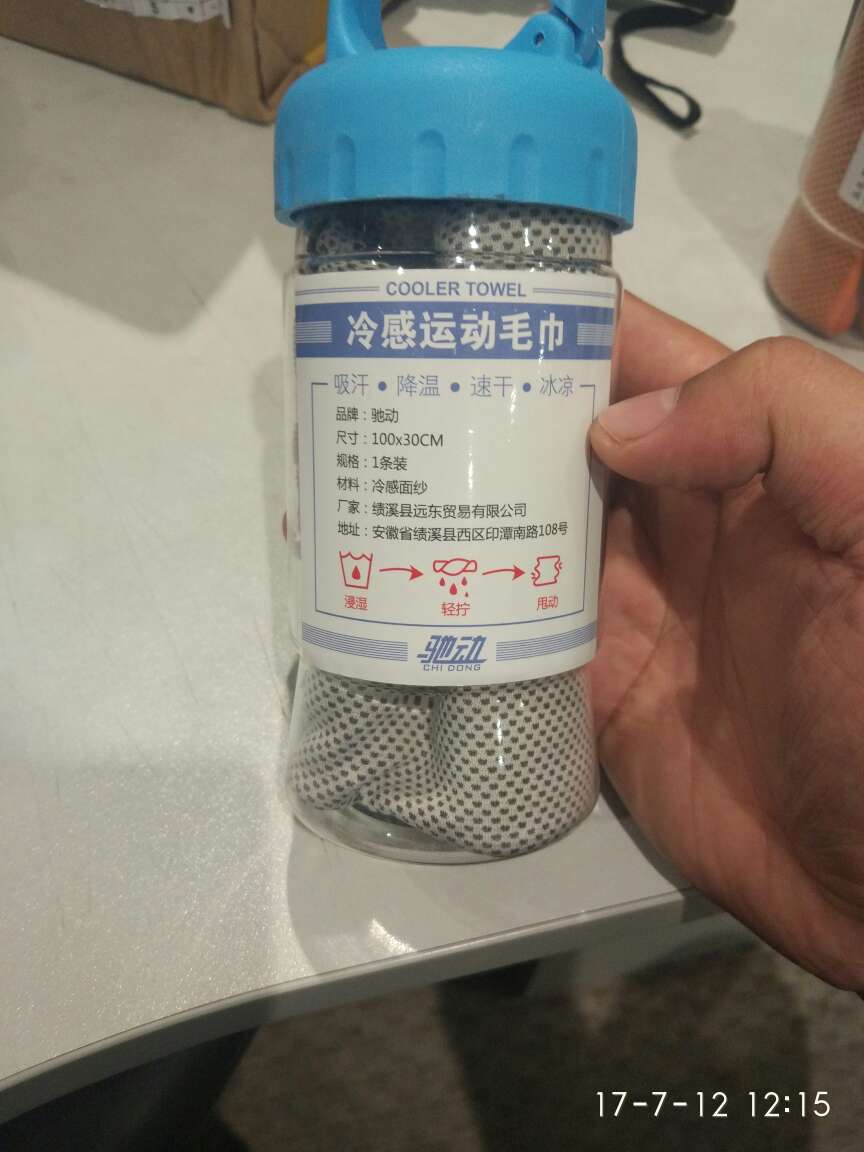 COOLER TOWEL
冷感运动毛巾
吸汗 • 降温 • 速干 • 冰凉
品牌：驰动
尺寸：100x30CM
规格：1条装
材料：冷感面纱
厂家：绩溪县远东贸易有限公司
地址：安徽省绩溪县西区印潭南路108号
浸湿 轻拧 甩动
驰动
CHI DONG
17-7-12 12:15